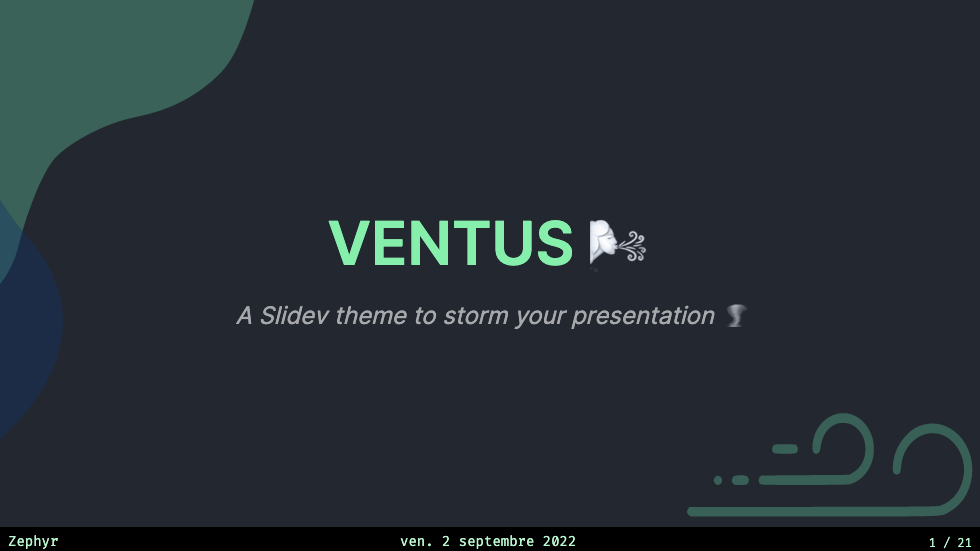 VENTUS
A Slidev theme to storm your presentation
Zephyr
ven. 2 septembre 2022
1 / 21